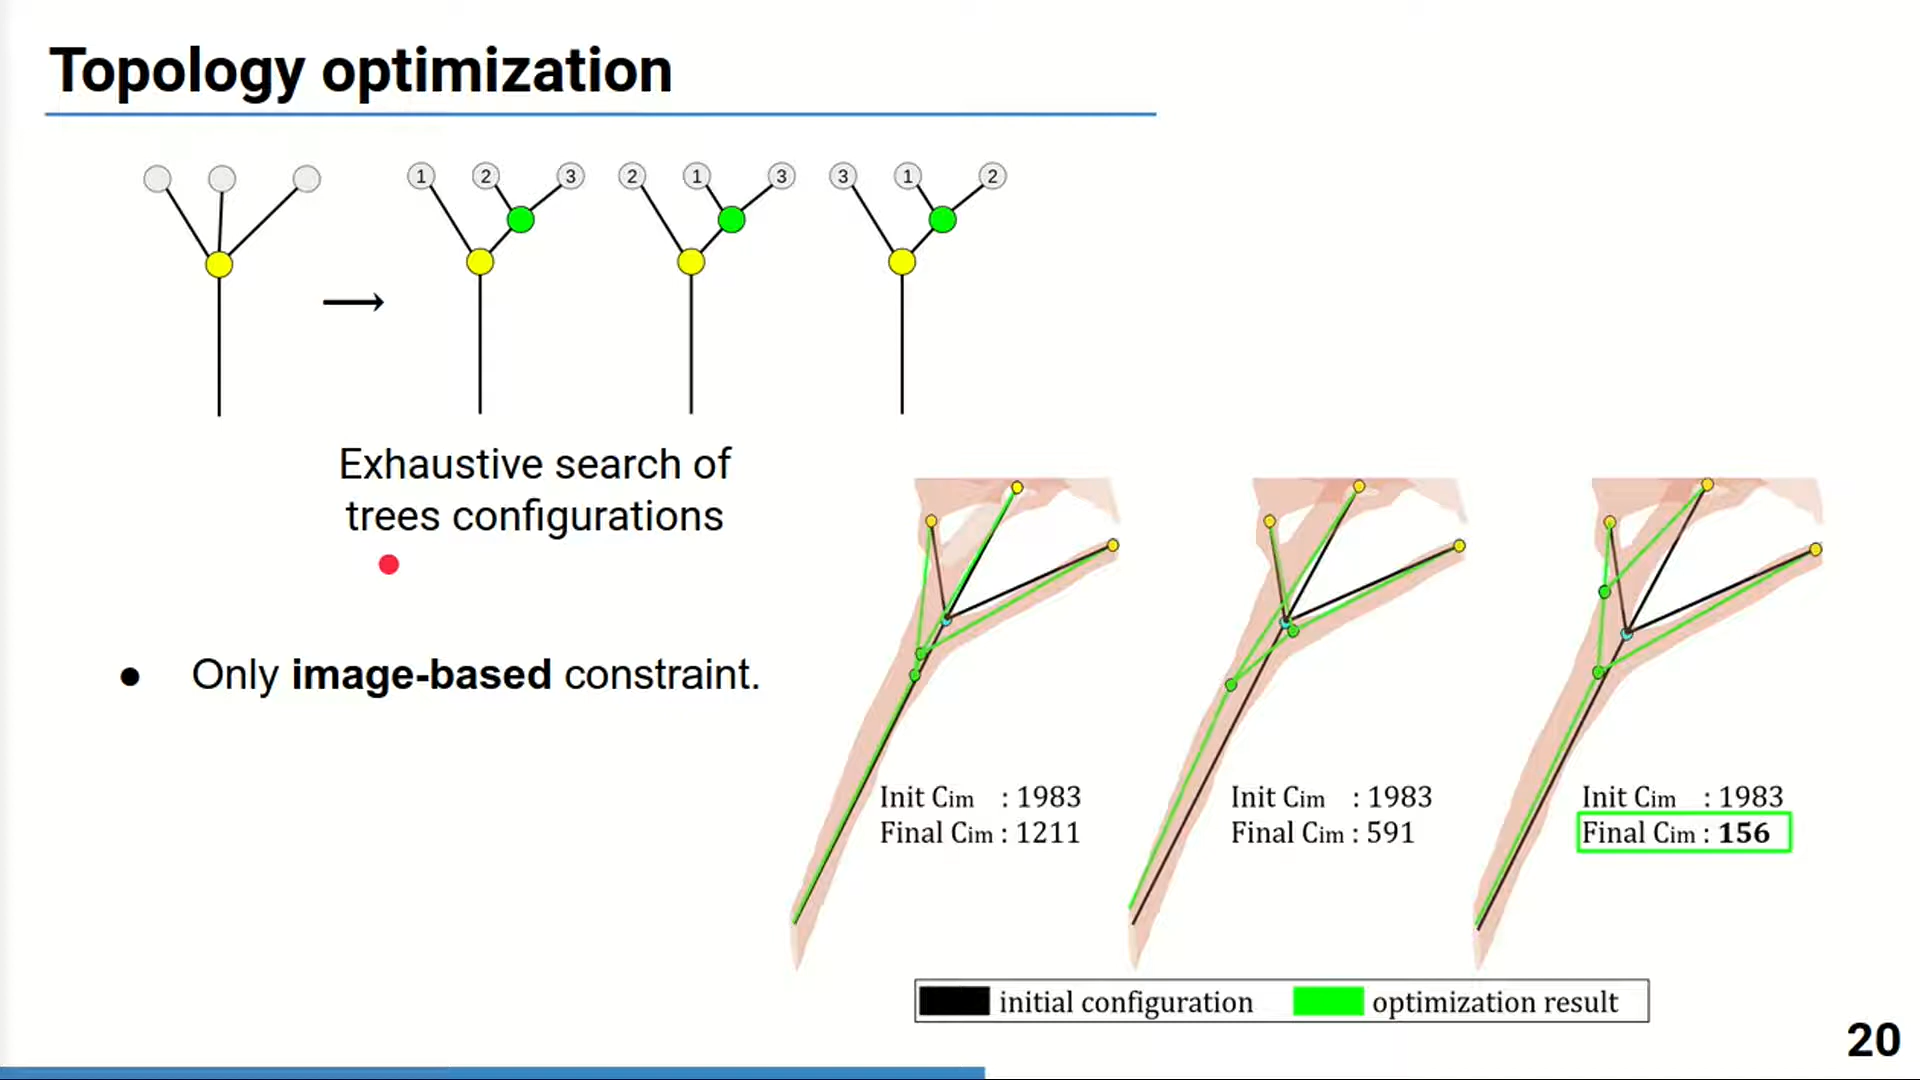 Topology optimization
1 2 3 2 1 3 3 1 2
Exhaustive search of
trees configurations
● Only image-based constraint.
Init Cim : 1983
Final Cim : 1211
Init Cim : 1983
Final Cim : 591
Init Cim : 1983
Final Cim : 156
initial configuration optimization result
20